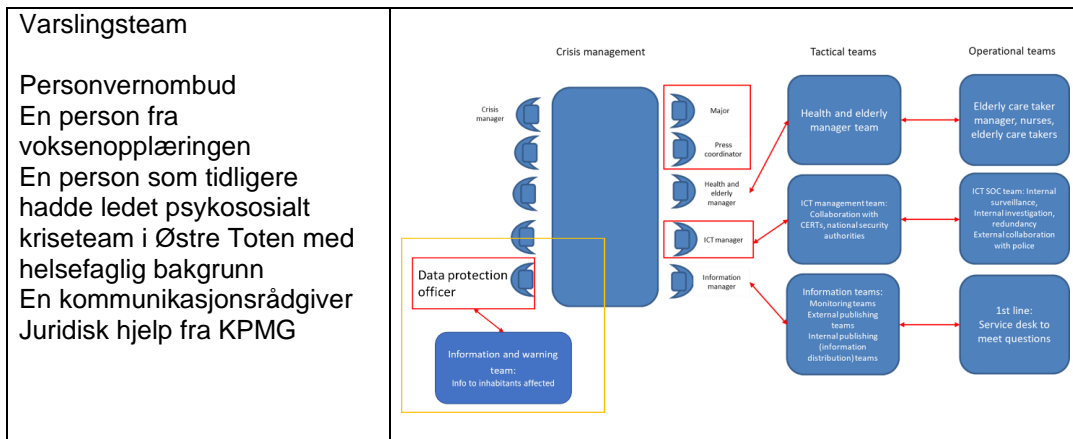 Varslingsteam
Personvernombud
En person fra
voksenopplæringen
En person som tidligere
hadde ledet psykososialt
kriseteam i Østre Toten med
helsefaglig bakgrunn
En kommunikasjonsrådgiver
Juridisk hjelp fra KPMG
Crisis management
Tactical teams
Operational teams
Crisis
manager
Data protection
officer
Information and warning
team:
Info to inhabitants affected
Major
Press
coordinator
Health and
elderly
manager
ICT manager
Information
manager
Health and elderly
manager team
Elderly care taker
manager, nurses,
elderly care takers
ICT management team:
Collaboration with
CERTs, national security
authorities
ICT SOC team: Internal
surveillance,
Internal investigation,
redundancy
External collaboration
with police
Information teams:
Monitoring teams
External publishing
teams
Internal publishing
(information
distribution) teams
1st line:
Service desk to
meet questions